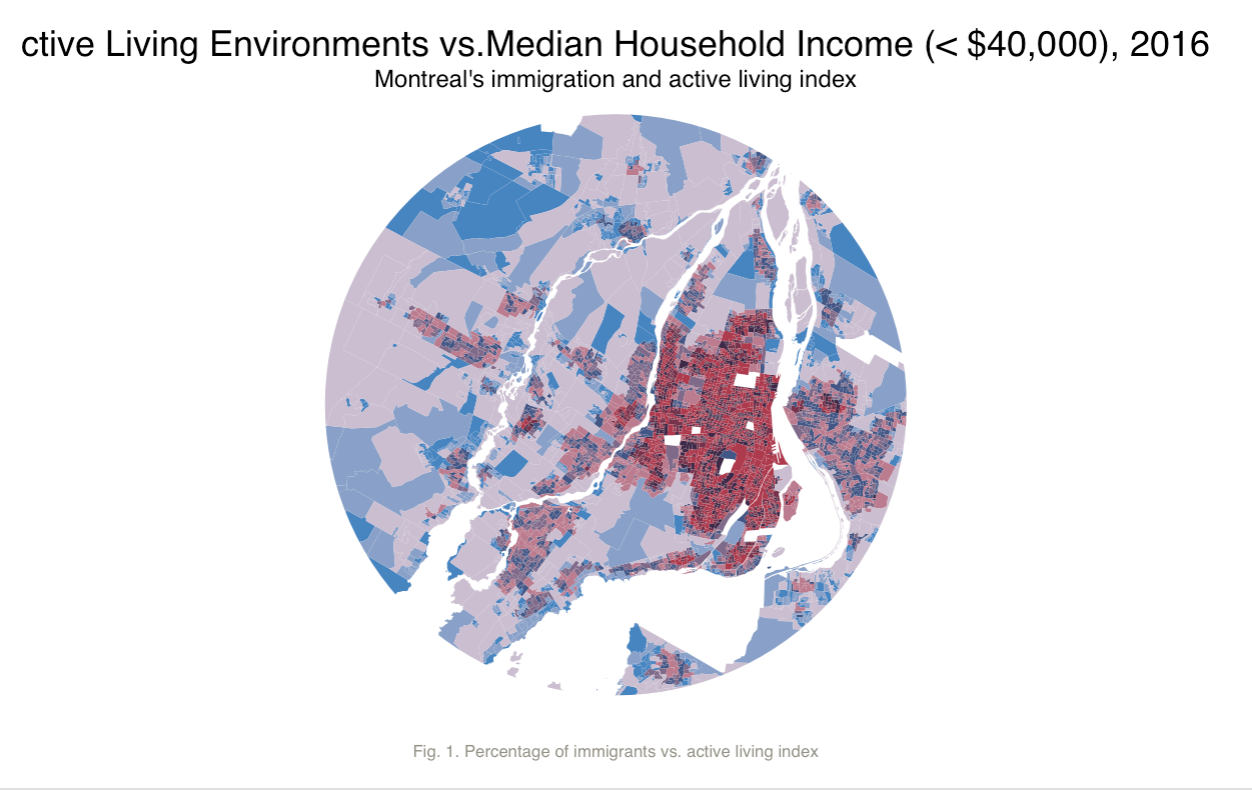 ctive Living Environments vs.Median Household Income (< $40,000), 2016
Montreal's immigration and active living index
Fig. 1. Percentage of immigrants vs. active living index